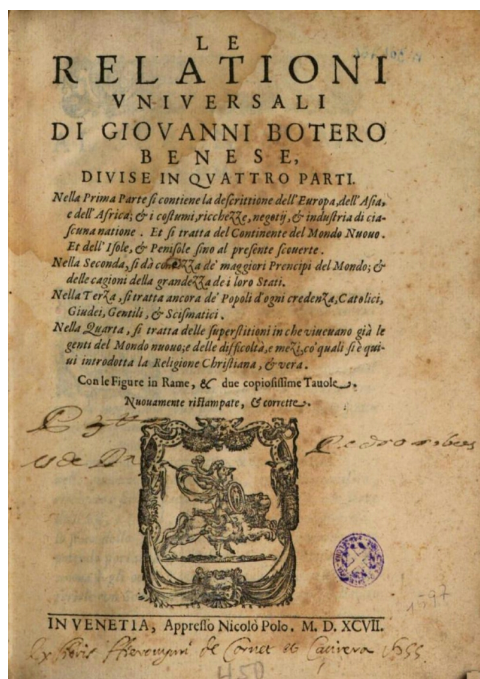 LE
RELATIONI
VNIVERSALI
DI GIOVANNI BOTERO
BENESE,
DIVISE IN QVATTRO PARTI.
Nella Prima Parte si contiene la descrittione dell'Europa, dell'Asia,
e dell'Africa; & i costumi, ricchezze, negotij, & industria di cia-
scuna natione. Et si tratta del Continente del Mondo Nuouo.
Et dell'Isole, & Penisole sino al presente scouerte.
Nella Seconda, si dà contezza de' maggiori Prencipi del Mondo; &
delle cagioni della grandezza de i loro Stati.
Nella Terza, si tratta ancora de' Popoli d'ogni credenza, Catolici,
Giudei, Gentili, & Scismatici.
Nella Quarta, si tratta delle superstitioni in che viueuano già le
genti del Mondo nuouo; e delle difficoltà, e mezi, co' quali si è qui-
ui introdotta la Religione Christiana, & vera.
Con le Figure in Rame, & due copiosissime Tauole.
Nuouamente ristampate, & corrette.
Pedro
IN VENETIA, Appresso Nicolò Polo. M. D. XCVII.
1597
de Cornet
450